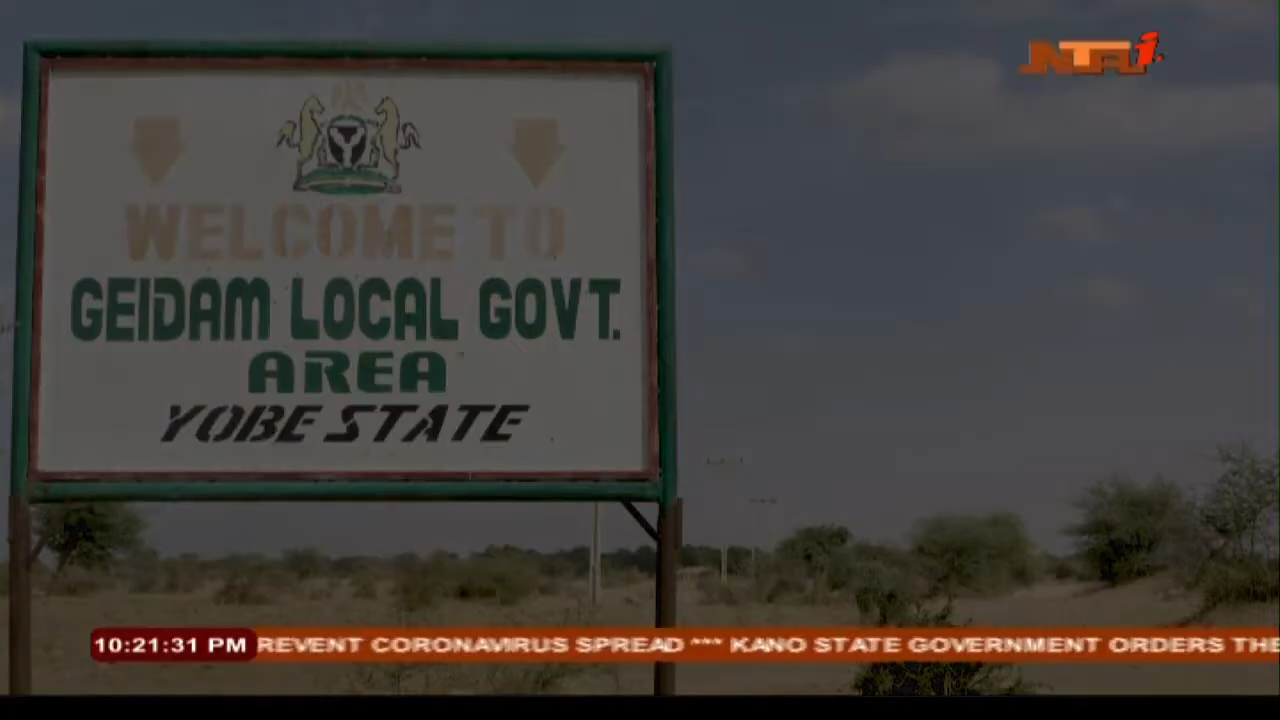 NTAi
WELCOME TO
GEIDAM LOCAL GOVT.
AREA
YOBE STATE
10:21:31 PM REVENT CORONAVIRUS SPREAD *** KANO STATE GOVERNMENT ORDERS THE